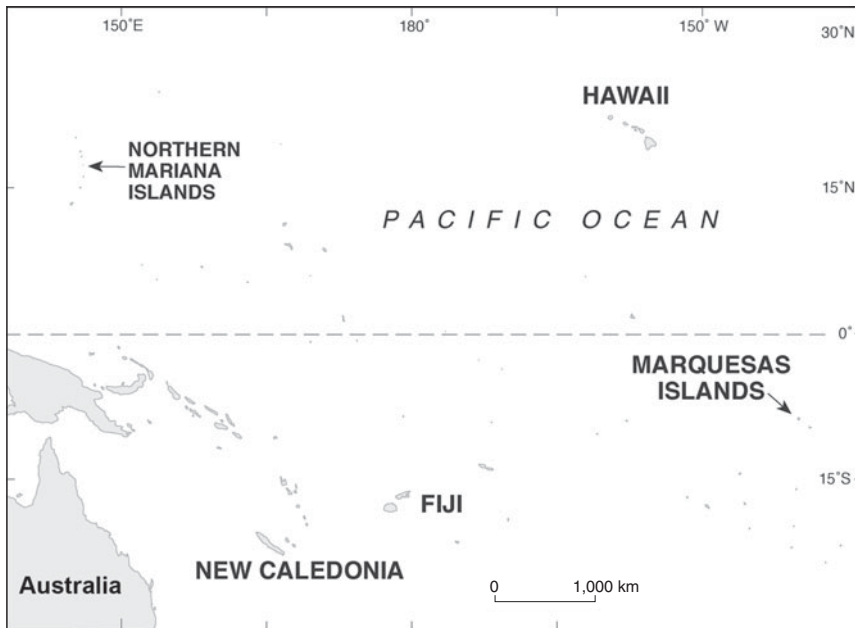 150˚E
180˚
150˚ W
30˚N
HAWAII
NORTHERN
MARIANA
ISLANDS
15˚N
PACIFIC OCEAN
0˚
MARQUESAS
ISLANDS
15˚S
FIJI
NEW CALEDONIA
Australia
0
1,000 km